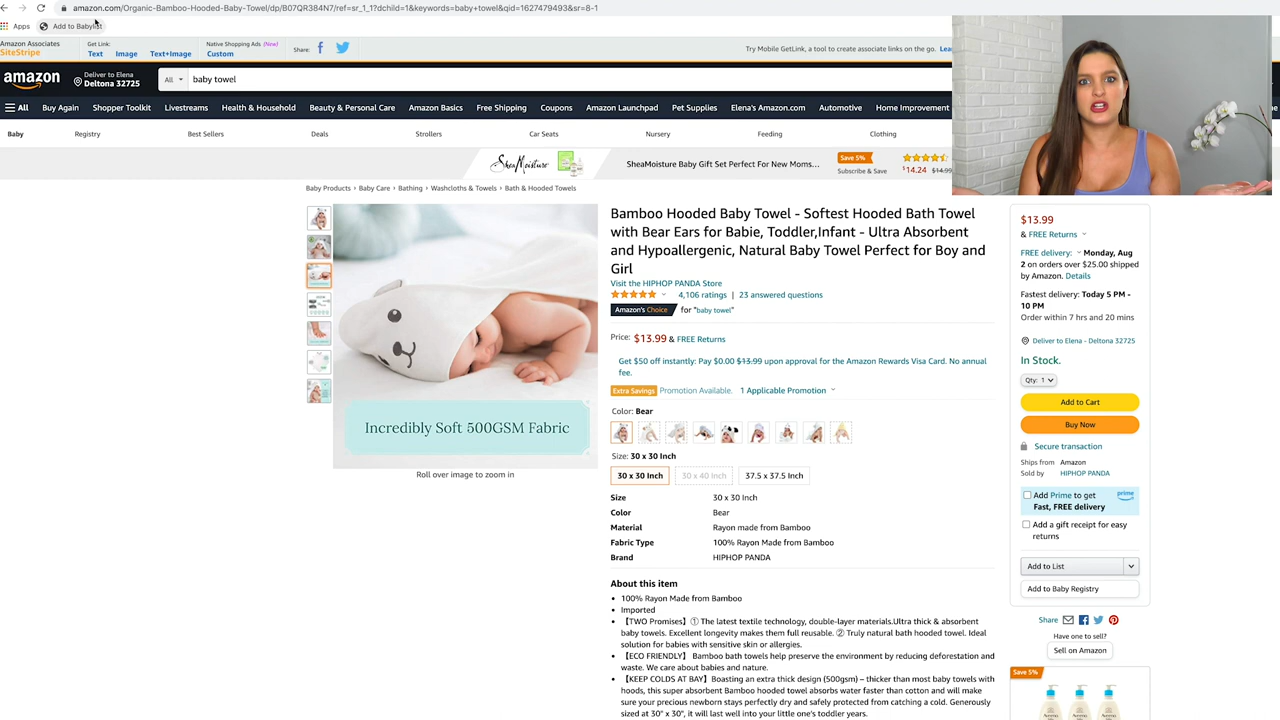 amazon.com/Organic-Bamboo-Hooded-Baby-Towel/dp/B07QR384N7/ref=sr_1_1?dchild=1&keywords=baby+towel&qid=1627479493&sr=8-1
Apps Add to Babylist
Amazon Associates
SiteStripe
Get Link:
Text Image Text+Image
Native Shopping Ads (New)
Custom
Share:
Try Mobile GetLink, a tool to create associate links on the go. Lea
amazon
Deliver to Elena
Deltona 32725
All baby towel
All Buy Again Shopper Toolkit Livestreams Health & Household Beauty & Personal Care Amazon Basics Free Shipping Coupons Amazon Launchpad Pet Supplies Elena's Amazon.com Automotive Home Improvement
Baby Registry Best Sellers Deals Strollers Car Seats Nursery Feeding Clothing
SheaMoisture
SheaMoisture Baby Gift Set Perfect For New Moms...
Save 5%
Subscribe & Save
$14.24 $14.99
Baby Products › Baby Care › Bathing › Washcloths & Towels › Bath & Hooded Towels
Incredibly Soft 500GSM Fabric
Roll over image to zoom in
Bamboo Hooded Baby Towel - Softest Hooded Bath Towel
with Bear Ears for Babie, Toddler,Infant - Ultra Absorbent
and Hypoallergenic, Natural Baby Towel Perfect for Boy and
Girl
Visit the HIPHOP PANDA Store
4,106 ratings | 23 answered questions
Amazon's Choice for "baby towel"
Price: $13.99 & FREE Returns
Get $50 off instantly: Pay $0.00 $13.99 upon approval for the Amazon Rewards Visa Card. No annual
fee.
Extra Savings Promotion Available. 1 Applicable Promotion
Color: Bear
Size: 30 x 30 Inch
30 x 30 Inch 30 x 40 Inch 37.5 x 37.5 Inch
Size 30 x 30 Inch
Color Bear
Material Rayon made from Bamboo
Fabric Type 100% Rayon Made from Bamboo
Brand HIPHOP PANDA
About this item
• 100% Rayon Made from Bamboo
• Imported
• 【TWO Promises】① The latest textile technology, double-layer materials.Ultra thick & absorbent
baby towels. Excellent longevity makes them full reusable. ② Truly natural bath hooded towel. Ideal
solution for babies with sensitive skin or allergies.
• 【ECO FRIENDLY】 Bamboo bath towels help preserve the environment by reducing deforestation and
waste. We care about babies and nature.
• 【KEEP COLDS AT BAY】Boasting an extra thick design (500gsm) – thicker than most baby towels with
hoods, this super absorbent Bamboo hooded towel absorbs water faster than cotton and will make
sure your precious newborn stays perfectly dry and safely protected from catching a cold. Generously
sized at 30" x 30", it will last well into your little one's toddler years.
$13.99
& FREE Returns
FREE delivery: Monday, Aug
2 on orders over $25.00 shipped
by Amazon. Details
Fastest delivery: Today 5 PM -
10 PM
Order within 7 hrs and 20 mins
Deliver to Elena - Deltona 32725
In Stock.
Qty: 1
Add to Cart
Buy Now
Secure transaction
Ships from Amazon
Sold by HIPHOP PANDA
Add Prime to get
Fast, FREE delivery
prime
Add a gift receipt for easy
returns
Add to List
Add to Baby Registry
Share
Have one to sell?
Sell on Amazon
Save 5%